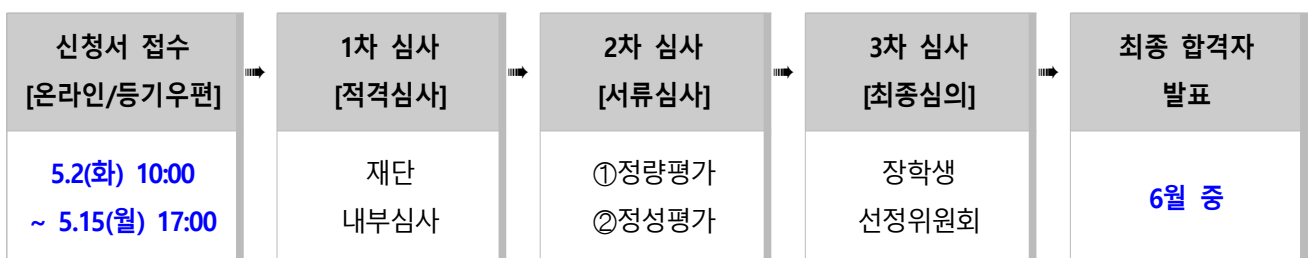 신청서 접수
[온라인/등기우편]
5.2(화) 10:00
~ 5.15(월) 17:00
1차 심사
[적격심사]
재단
내부심사
2차 심사
[서류심사]
①정량평가
②정성평가
3차 심사
[최종심의]
장학생
선정위원회
최종 합격자
발표
6월 중